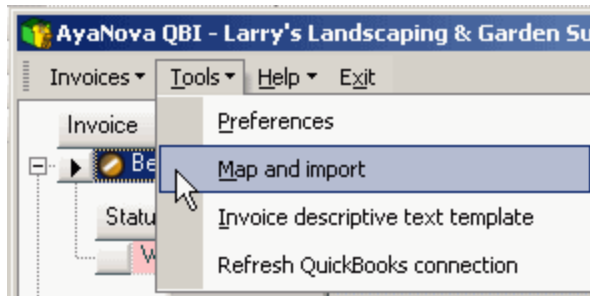 AyaNova QBI - Larry's Landscaping & Garden Su
Invoices Tools Help Exit
Invoice
Preferences
Be
Map and import
Statu
Invoice descriptive text template
Refresh QuickBooks connection